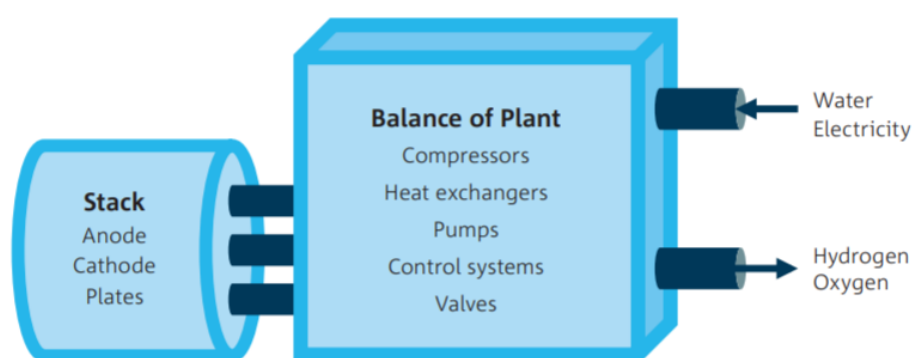 Stack
Anode
Cathode
Plates
Balance of Plant
Compressors
Heat exchangers
Pumps
Control systems
Valves
Water
Electricity
Hydrogen
Oxygen